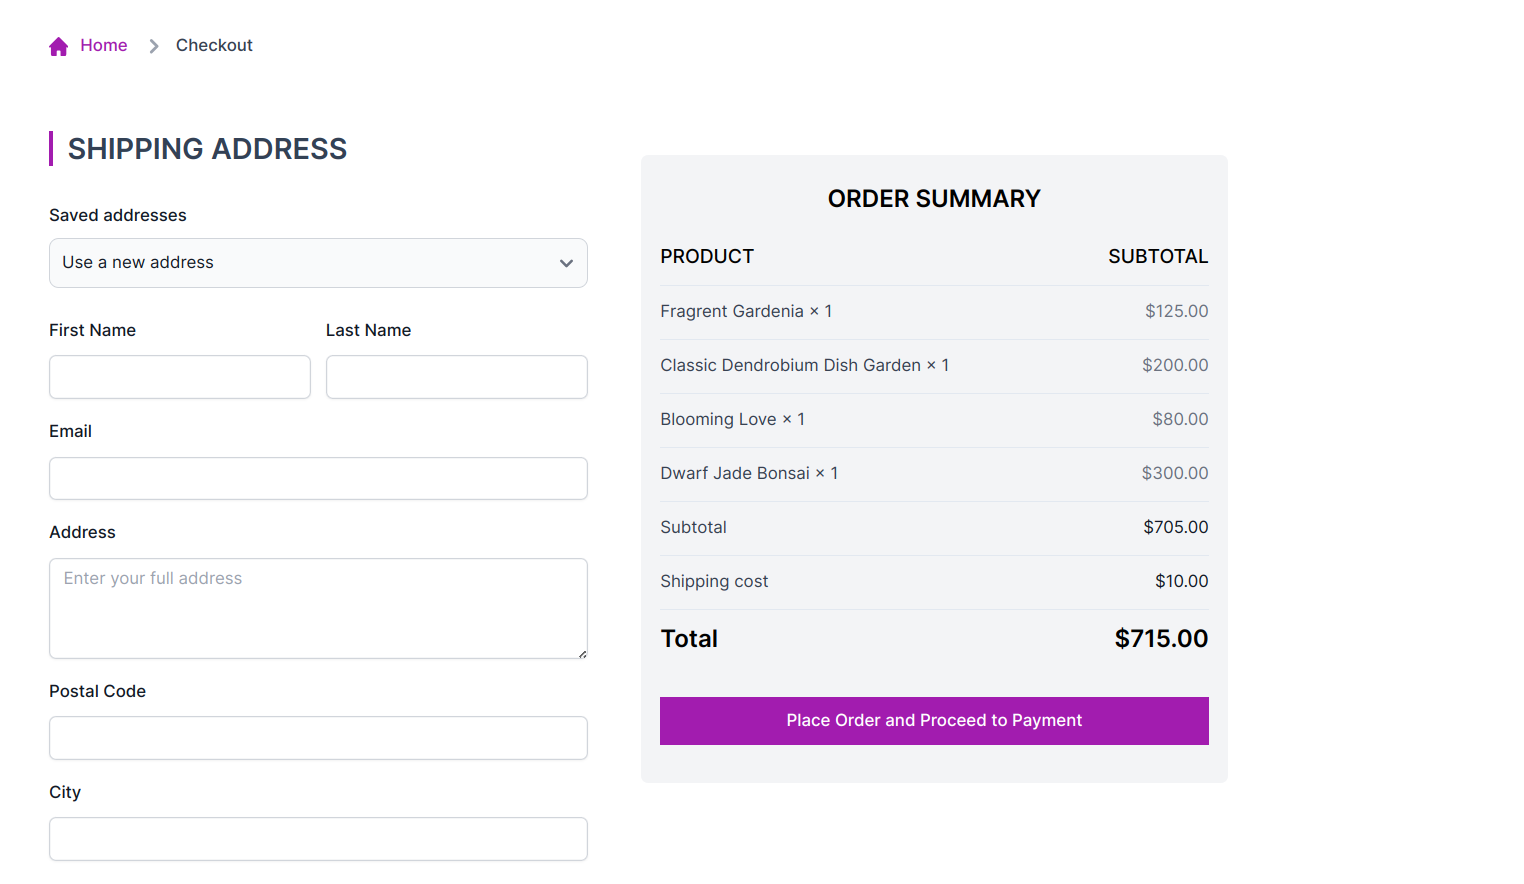 Home
Checkout
SHIPPING ADDRESS
Saved addresses
Use a new address
First Name
Last Name
Email
Address
Enter your full address
Postal Code
City
ORDER SUMMARY
PRODUCT SUBTOTAL
Fragrent Gardenia × 1 $125.00
Classic Dendrobium Dish Garden × 1 $200.00
Blooming Love × 1 $80.00
Dwarf Jade Bonsai × 1 $300.00
Subtotal $705.00
Shipping cost $10.00
Total $715.00
Place Order and Proceed to Payment